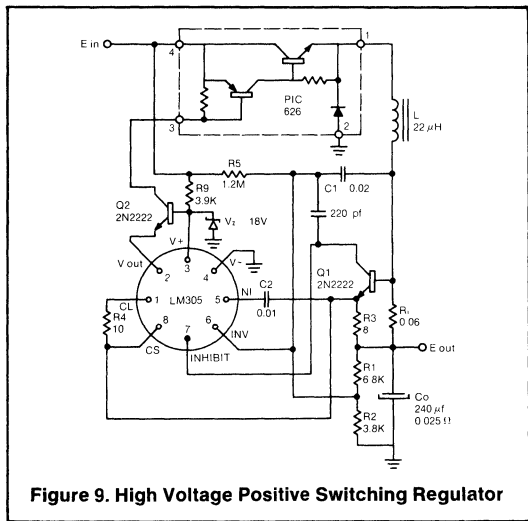 E in
4
1
PIC
626
3
2
L
22 μH
R5
1.2M
C1 0.02
R9
3.9K
Q2
2N2222
Vz 18V
220 pf
V+
Q1
2N2222
V out
V-
3
2
4
NI
C2
0.01
CL
1
LM305
5
R4
10
8
6
7
CS
INV
INHIBIT
R3
8
0 06
E out
R1
6.8K
R2
3.8K
Co
240 μf
0 025 Ω
Figure 9. High Voltage Positive Switching Regulator